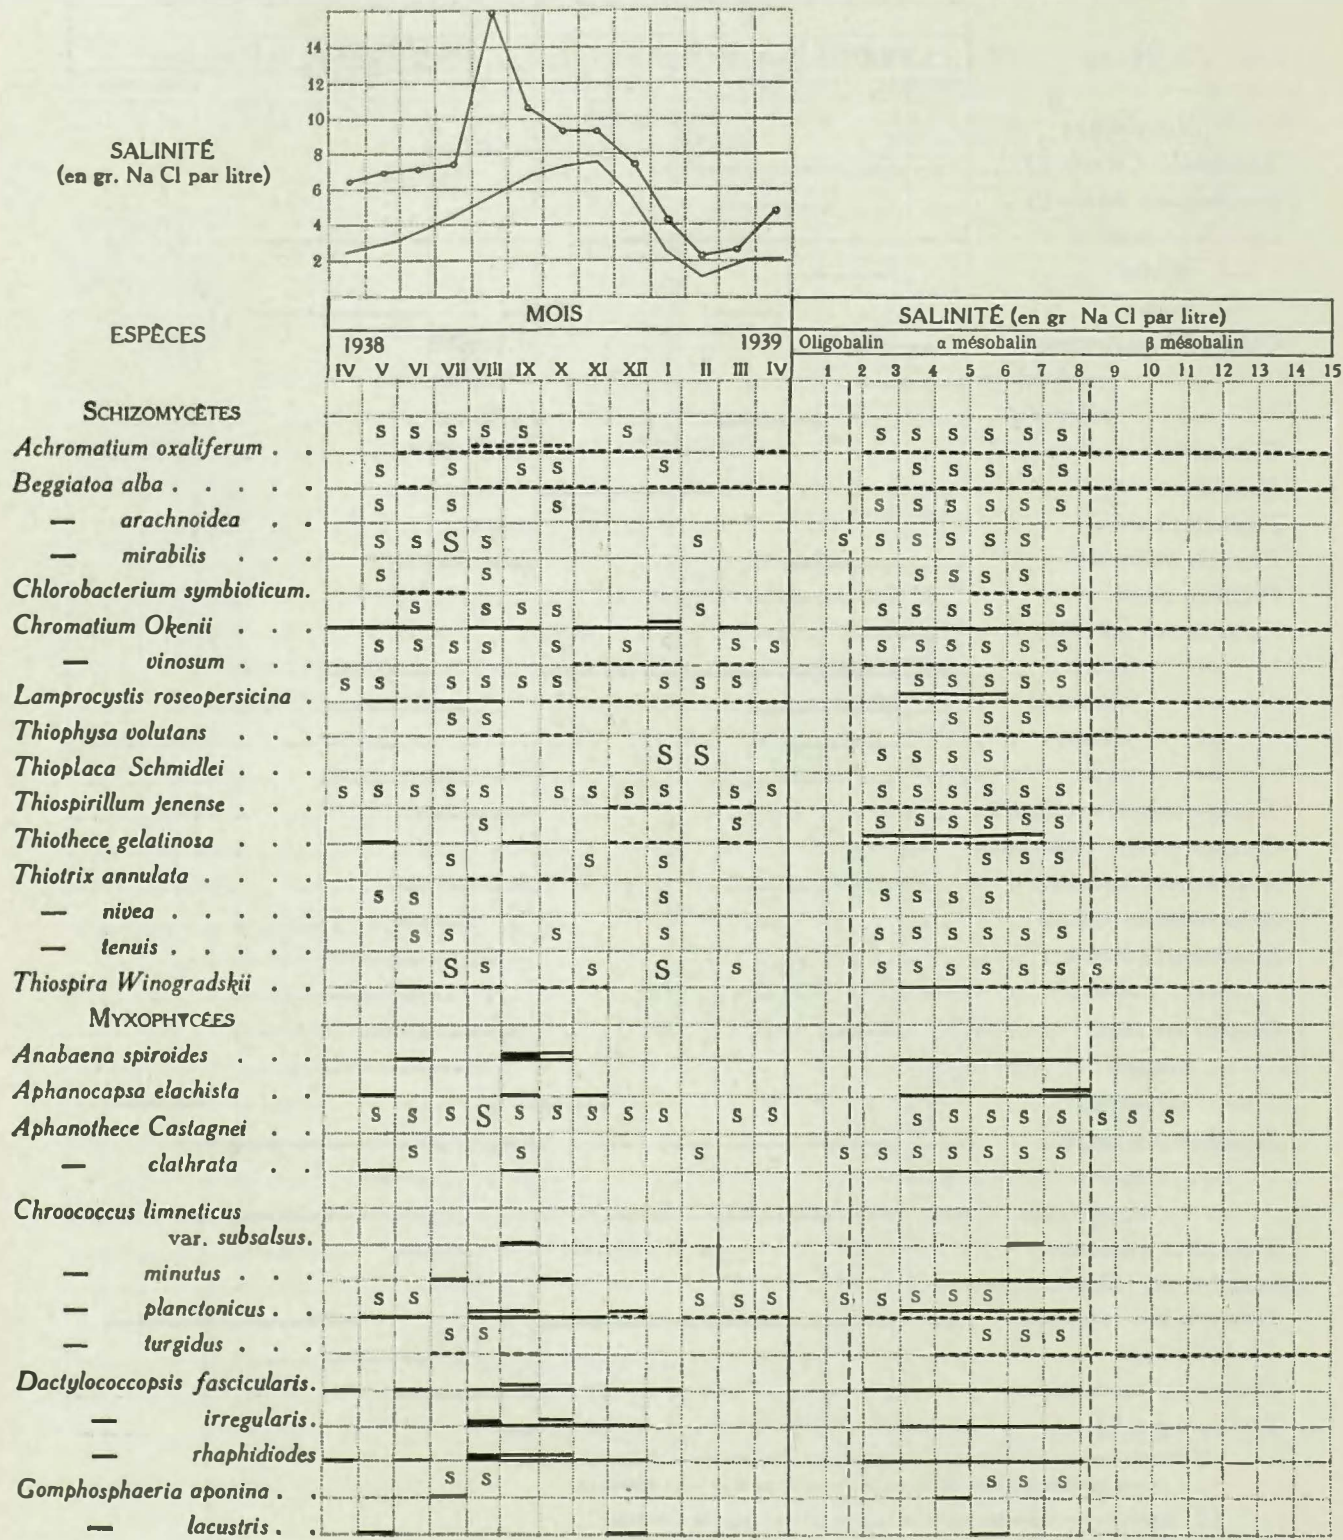 14
12
10
8
6
4
2
SALINITÉ
(en gr. Na Cl par litre)
ESPÈCES
MOIS
SALINITÉ (en gr Na Cl par litre)
1938 1939
Oligohalin α mésohalin β mésohalin
IV V VI VII VIII IX X XI XII I II III IV
1 2 3 4 5 6 7 8 9 10 11 12 13 14 15
SCHIZOMYCÈTES
S S S S S S S S S S S S
Achromatium oxaliferum . .
S S S S S S S S S S
Beggiatoa alba . . . . .
S S S S S S S S S
— arachnoidea . .
S S S S S S S S S S S
— mirabilis . . .
S S S S S S
Chlorobacterium symbioticum.
S S S S S S S S S S S
Chromatium Okenii . . .
S S S S S S S S S S S S S S
— vinosum . . .
S S S S S S S S S S S S S S
Lamprocystis roseopersicina .
S S S S S
Thiophysa volutans . . .
S S S S S S
Thioplaca Schmidlei . . .
S S S S S S S S S S S S S S S S S
Thiospirillum jenense . . .
S S S S S S S S
Thiothece gelatinosa . . .
S S S S S S
Thiotrix annulata . . . .
S S S S S S S
— nivea . . . . .
S S S S S S S S S S
— tenuis . . . . .
S S S S S S S S S S S S
Thiospira Winogradskii . .
MYXOPHYCÉES
Anabaena spiroides . . .
Aphanocapsa elachista . .
S S S S S S S S S S S S S S S S S S
Aphanothece Castagnei . .
S S S S S S S S S S
— clathrata . .
Chroococcus limneticus
var. subsalsus.
— minutus . . .
S S S S S S S S S S
— planctonicus . .
S S S S S
— turgidus . . .
Dactylococcopsis fascicularis.
— irregularis.
— rhaphidiodes
S S S S S
Gomphosphaeria aponina . .
— lacustris . .